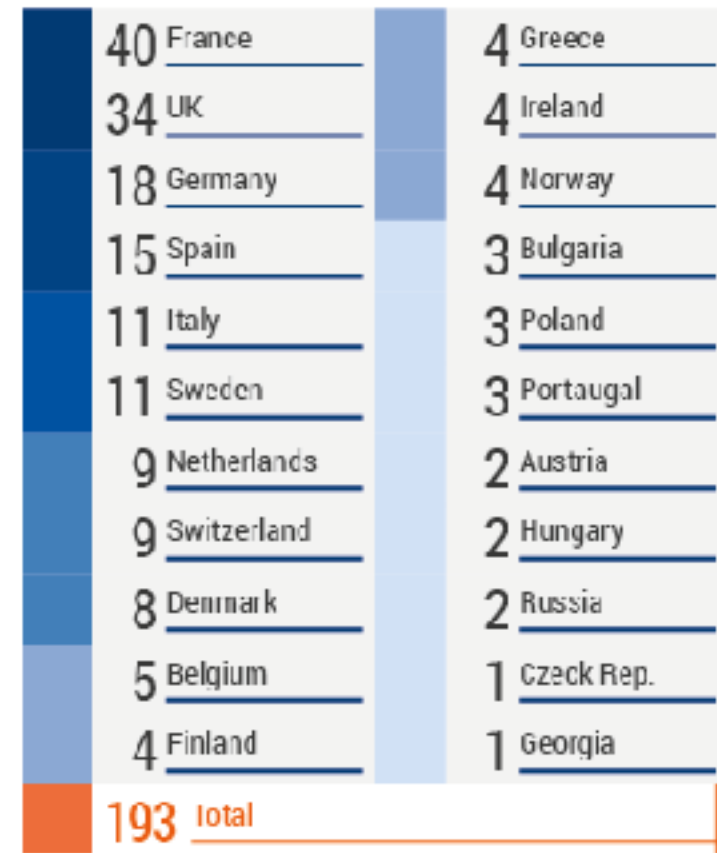 40 France
34 UK
18 Germany
15 Spain
11 Italy
11 Sweden
9 Netherlands
9 Switzerland
8 Denmark
5 Belgium
4 Finland
4 Greece
4 Ireland
4 Norway
3 Bulgaria
3 Poland
3 Portaugal
2 Austria
2 Hungary
2 Russia
1 Czeck Rep.
1 Georgia
193 Total